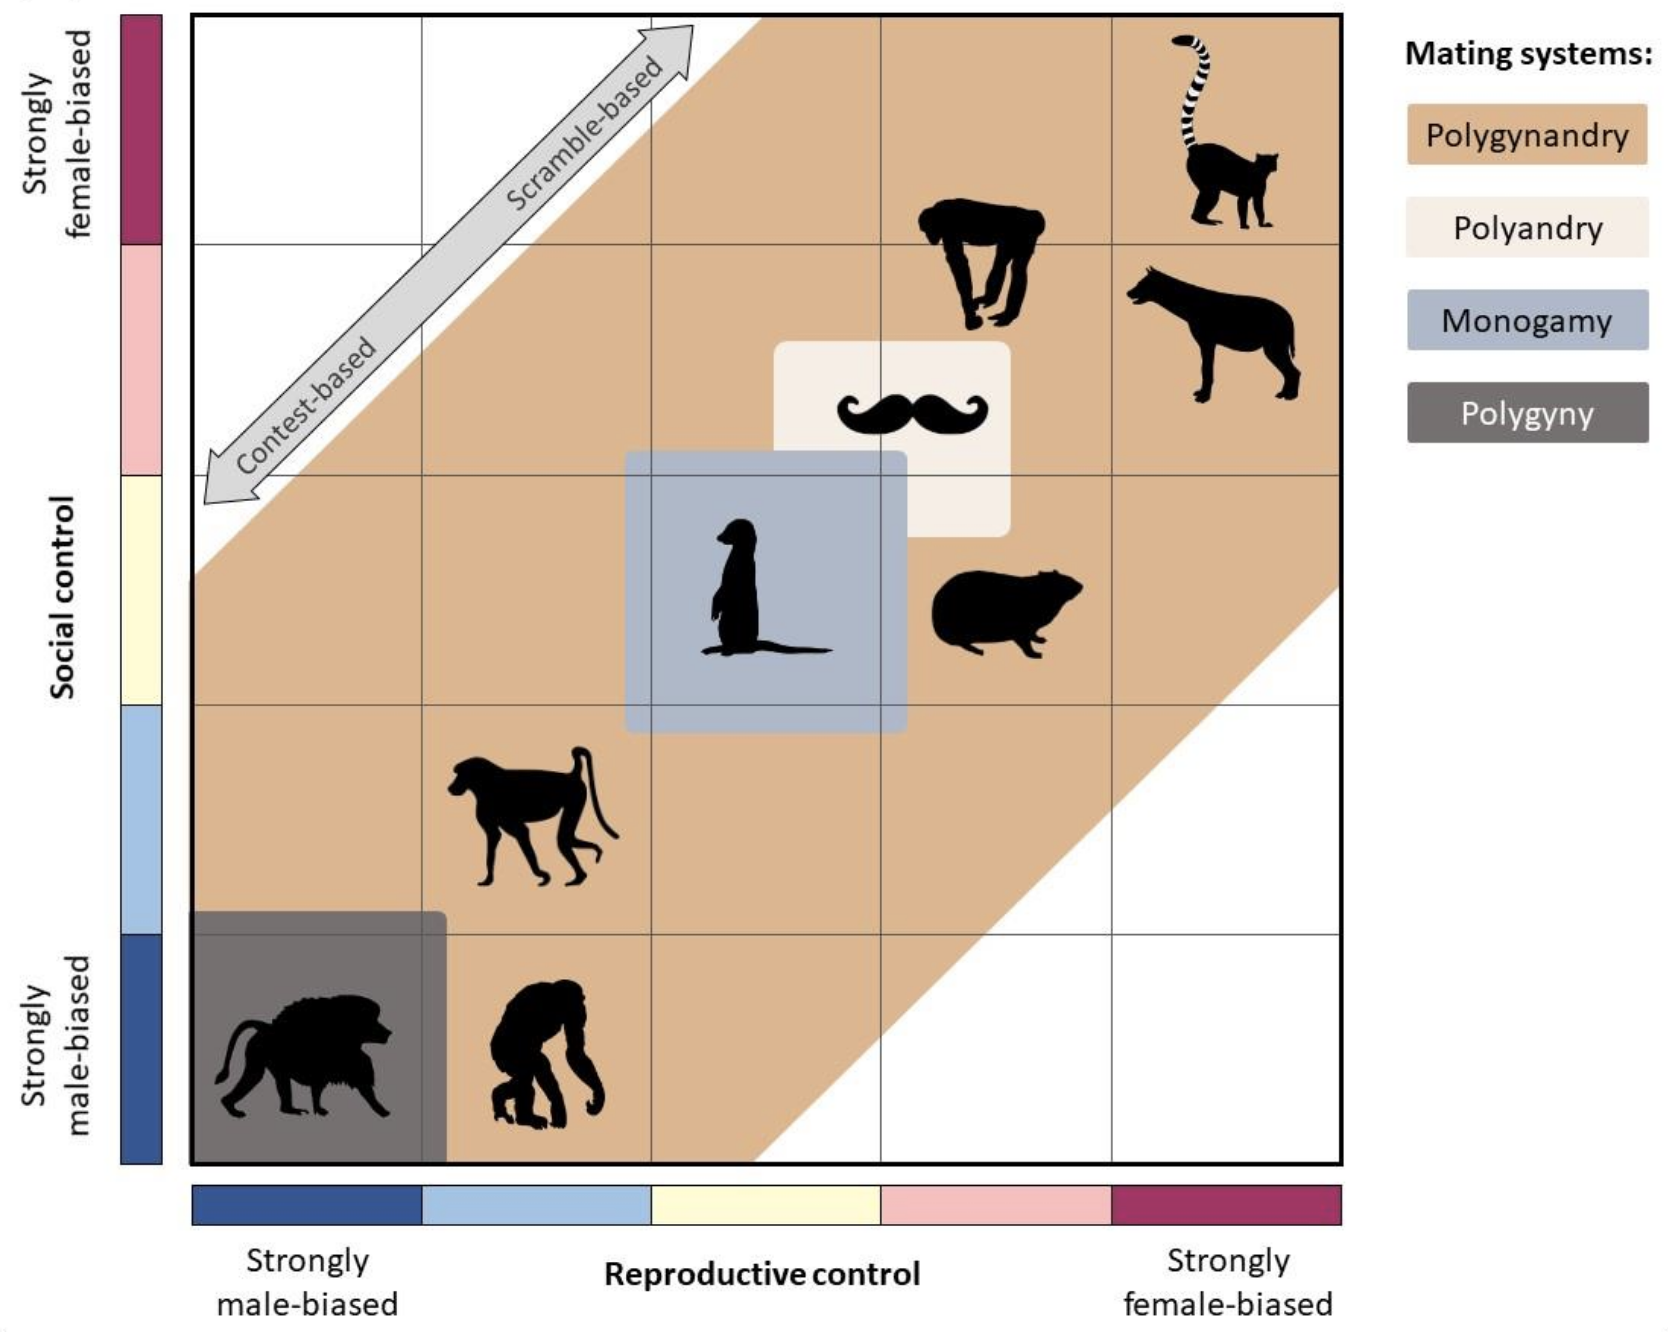 Strongly
female-biased
Social control
Strongly
male-biased
Scramble-based
Contest-based
Strongly
male-biased
Reproductive control
Strongly
female-biased
Mating systems:
Polygynandry
Polyandry
Monogamy
Polygyny